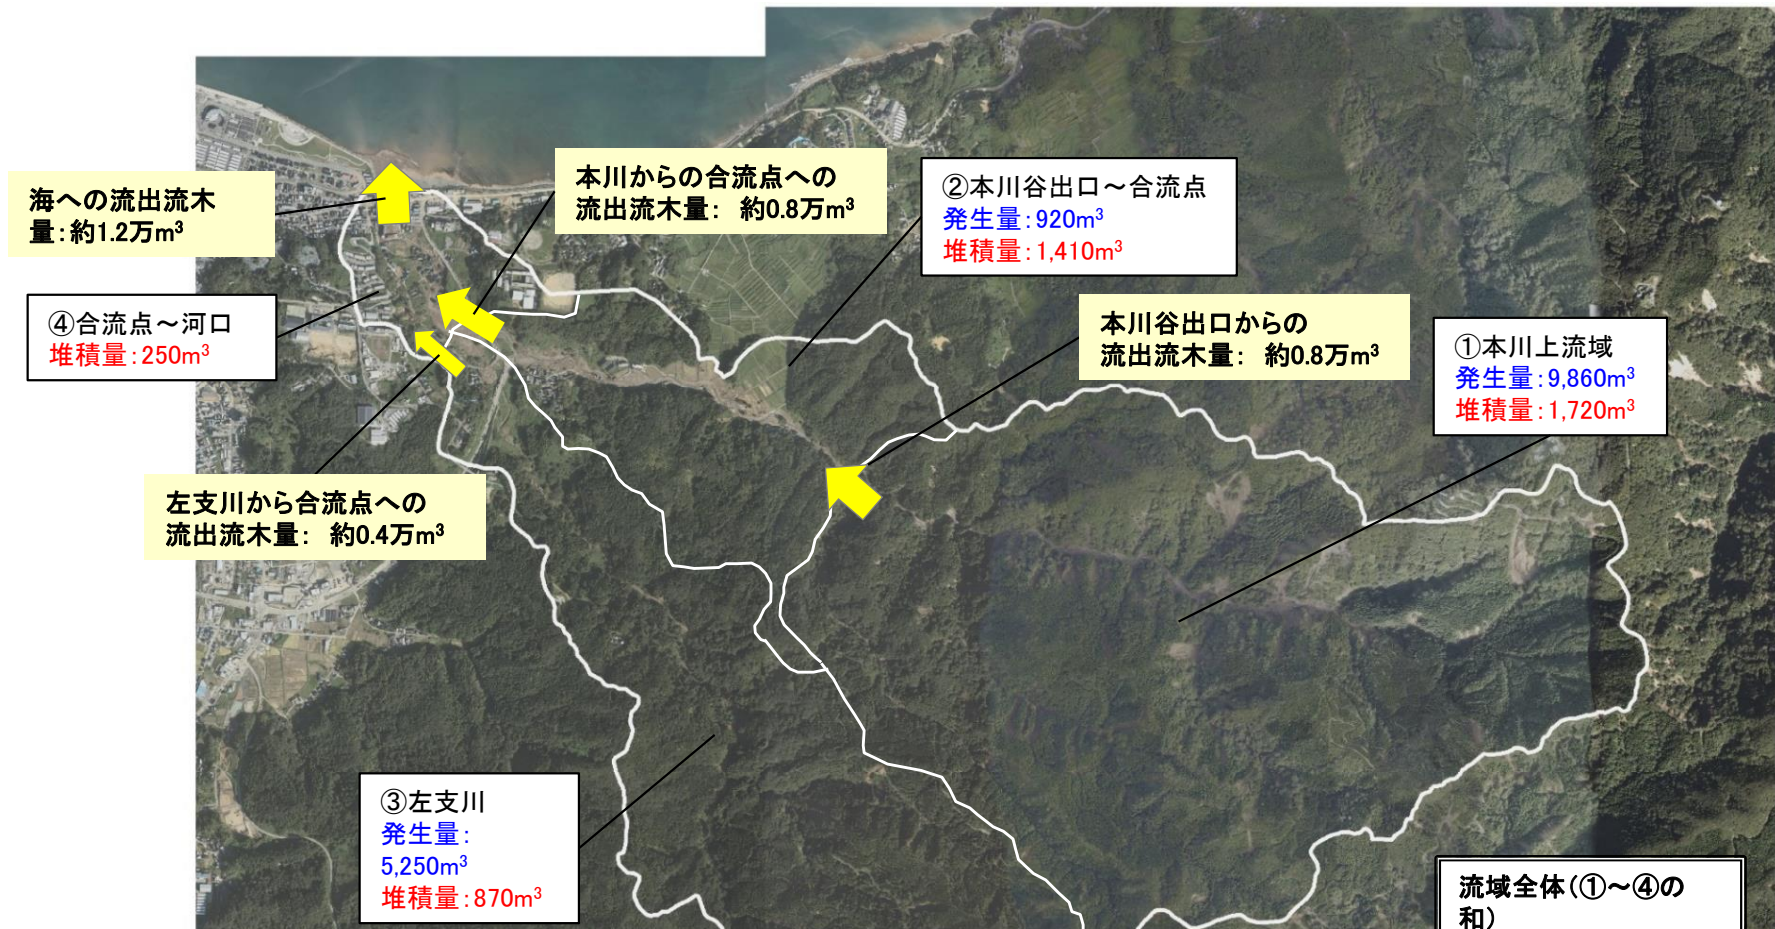 海への流出流木
量：約1.2万m³
本川からの合流点への
流出流木量： 約0.8万m³
②本川谷出口～合流点
発生量：920m³
堆積量：1,410m³
④合流点～河口
堆積量：250m³
本川谷出口からの
流出流木量： 約0.8万m³
①本川上流域
発生量：9,860m³
堆積量：1,720m³
左支川から合流点への
流出流木量： 約0.4万m³
③左支川
発生量：
5,250m³
堆積量：870m³
流域全体（①～④の
和）